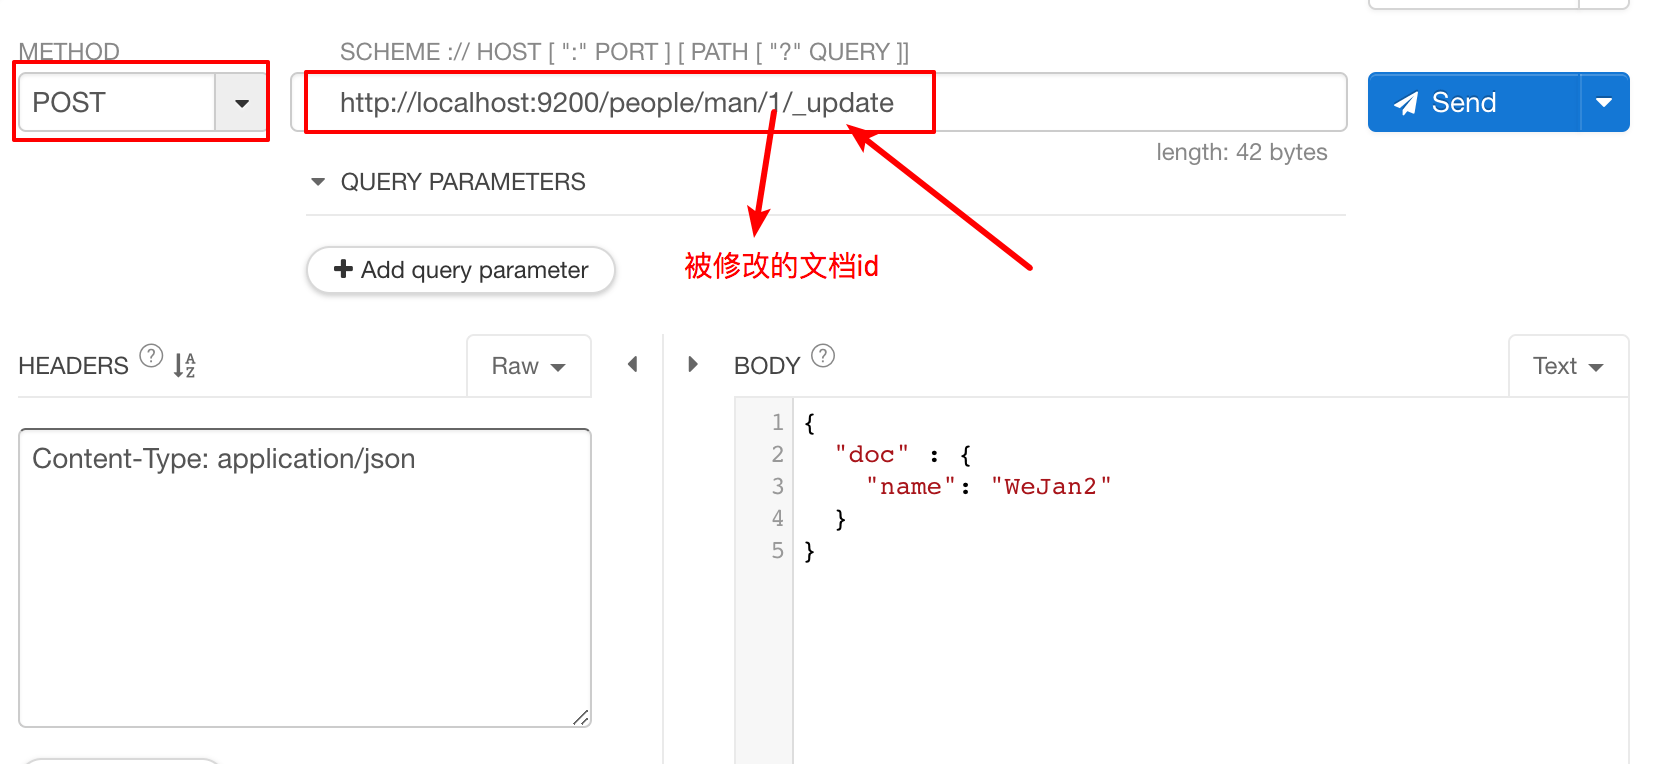 METHOD
SCHEME :// HOST [ ":" PORT ] [ PATH [ "?" QUERY ]]
POST
http://localhost:9200/people/man/1/_update
Send
length: 42 bytes
QUERY PARAMETERS
Add query parameter
被修改的文档id
HEADERS
?
A
Z
Raw
BODY
?
Text
Content-Type: application/json
1 {
2 "doc" : {
3 "name": "WeJan2"
4 }
5 }